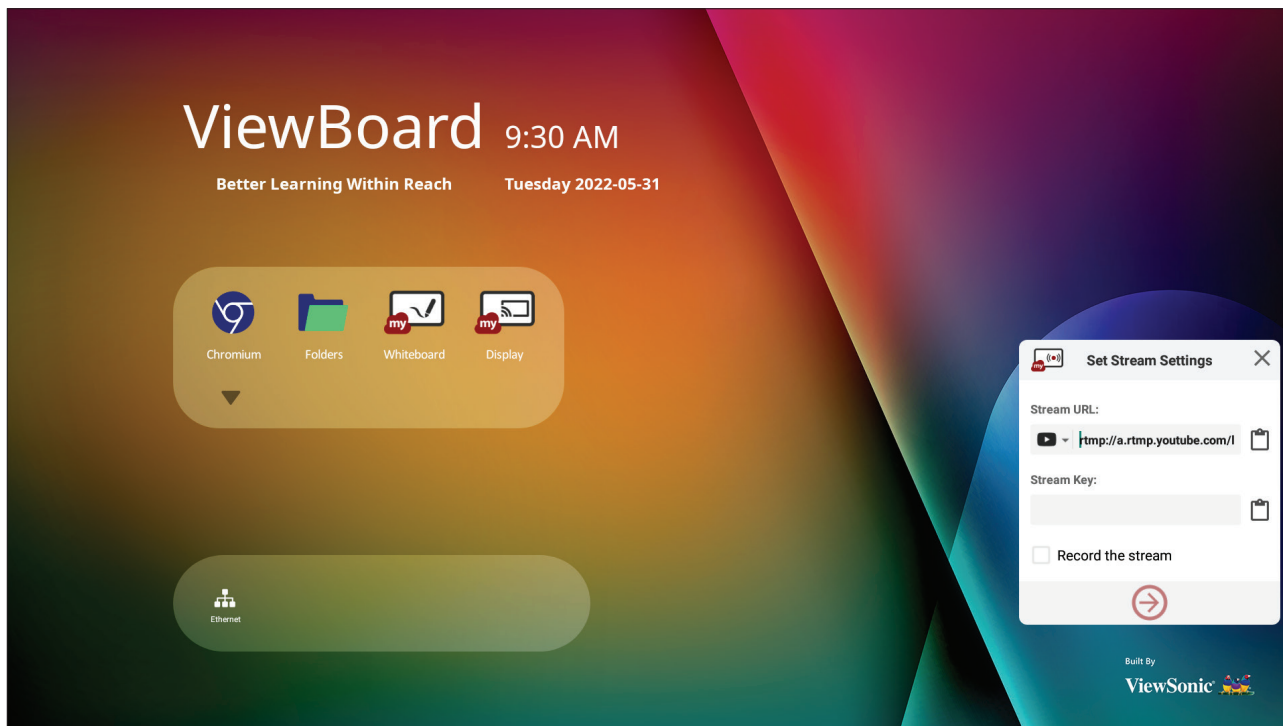 ViewBoard 9:30 AM
Better Learning Within Reach Tuesday 2022-05-31
Chromium Folders my Whiteboard my Display
my Set Stream Settings
Stream URL:
rtmp://a.rtmp.youtube.com/l
Stream Key:
Record the stream
Ethernet
Built By
ViewSonic